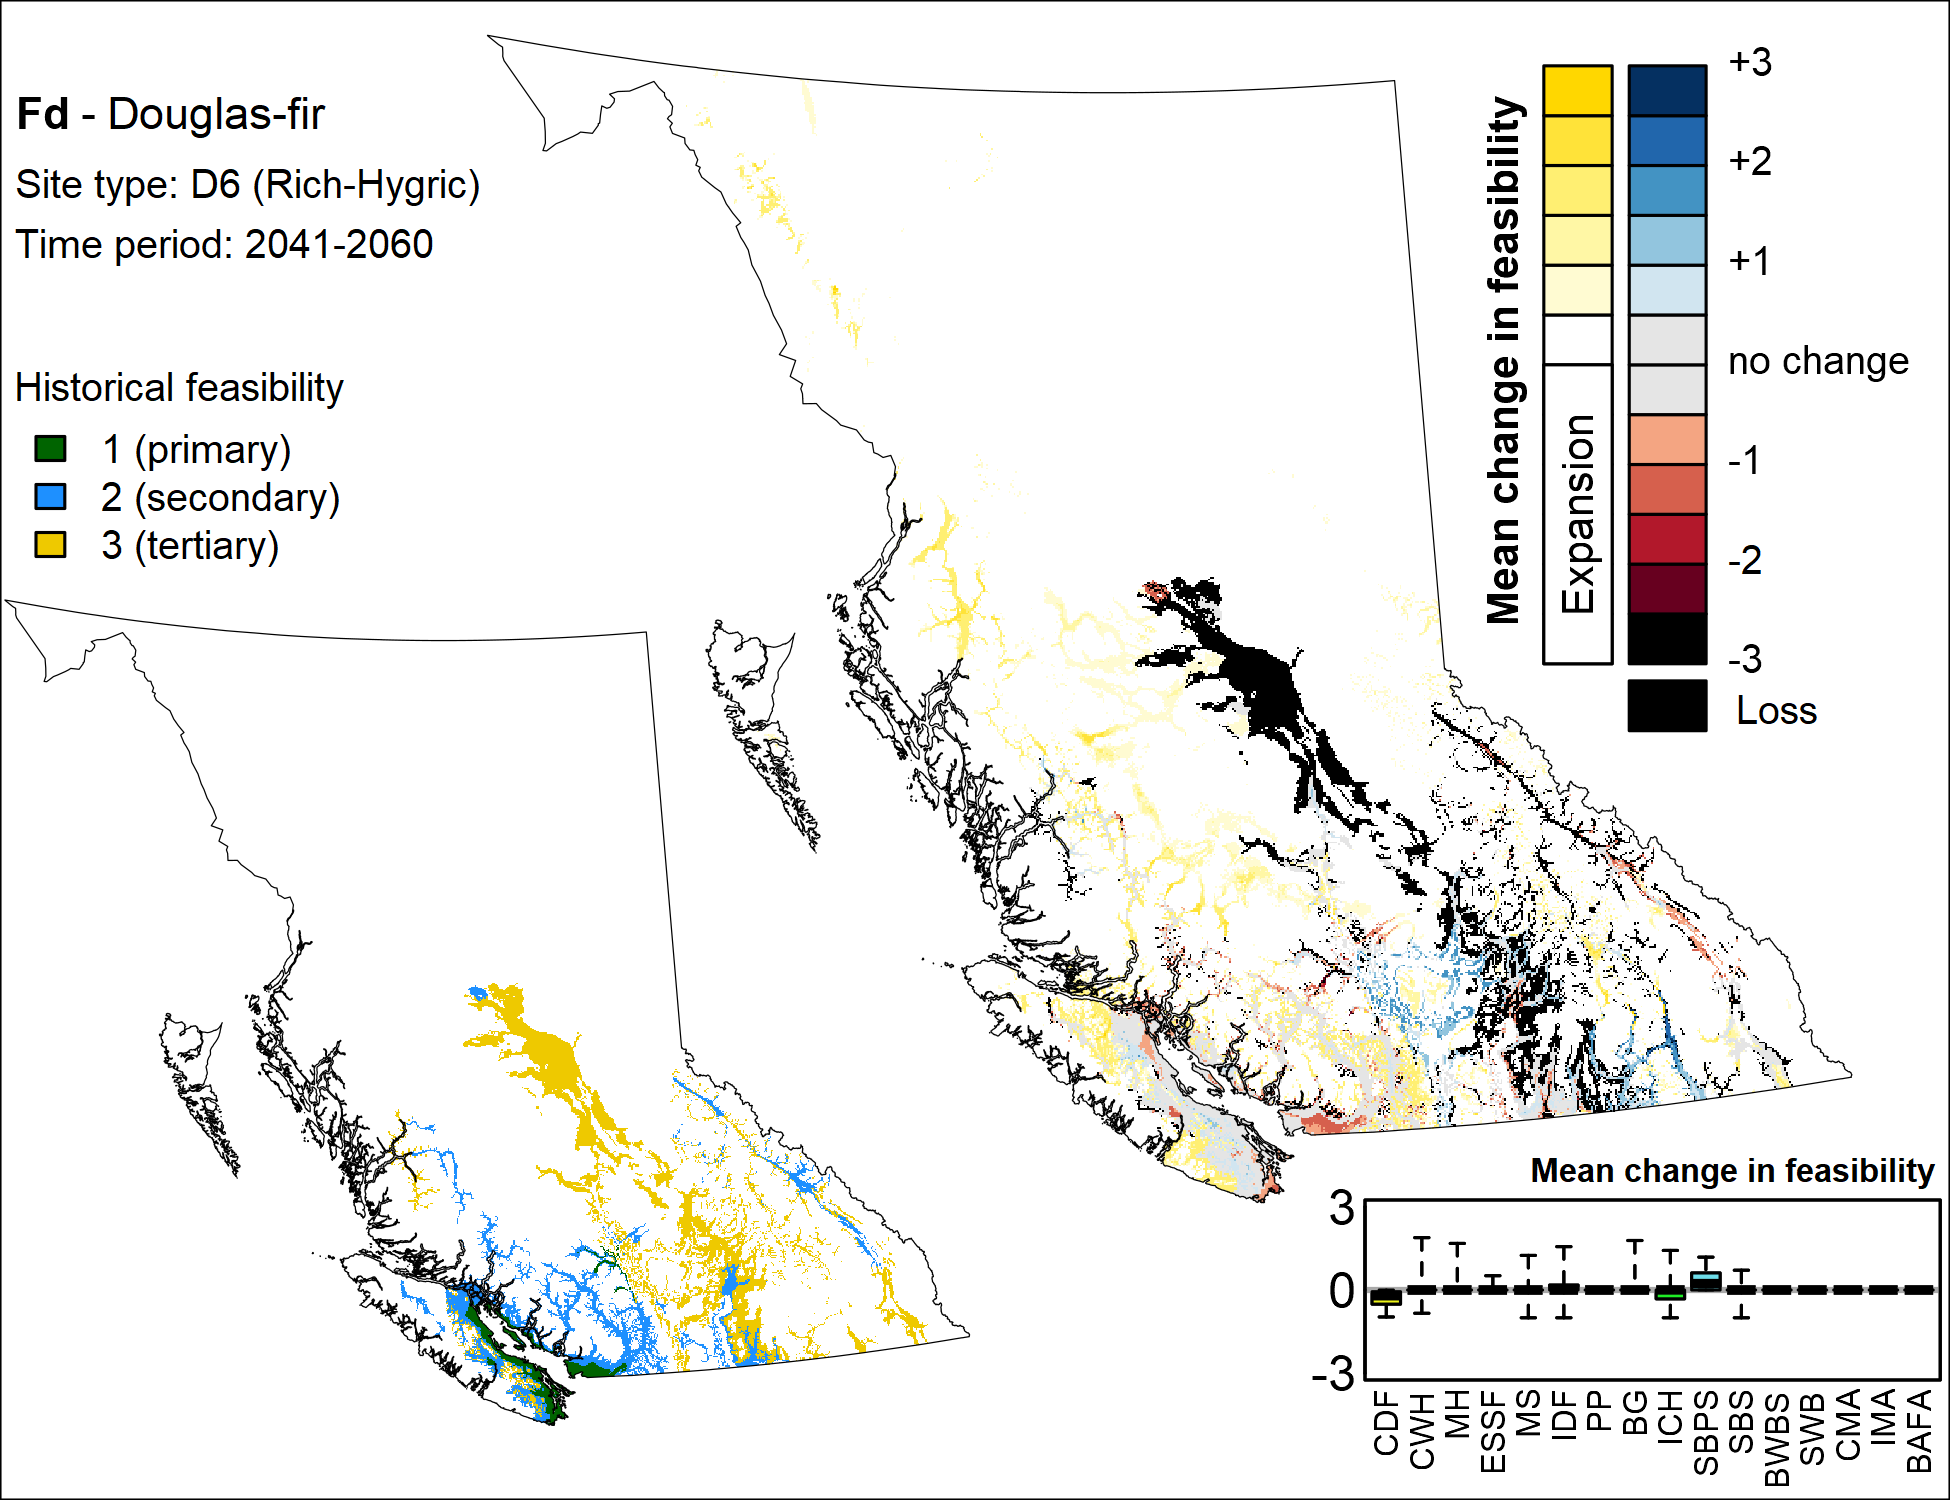 Fd - Douglas-fir
Site type: D6 (Rich-Hygric)
Time period: 2041-2060
Historical feasibility
1 (primary)
2 (secondary)
3 (tertiary)
Mean change in feasibility
Expansion
+3
+2
+1
no change
-1
-2
-3
Loss
Mean change in feasibility
3
0
-3
CDF
CWH
MH
ESSF
MS
IDF
PP
BG
ICH
SBPS
SBS
BWBS
SWB
CMA
IMA
BAFA